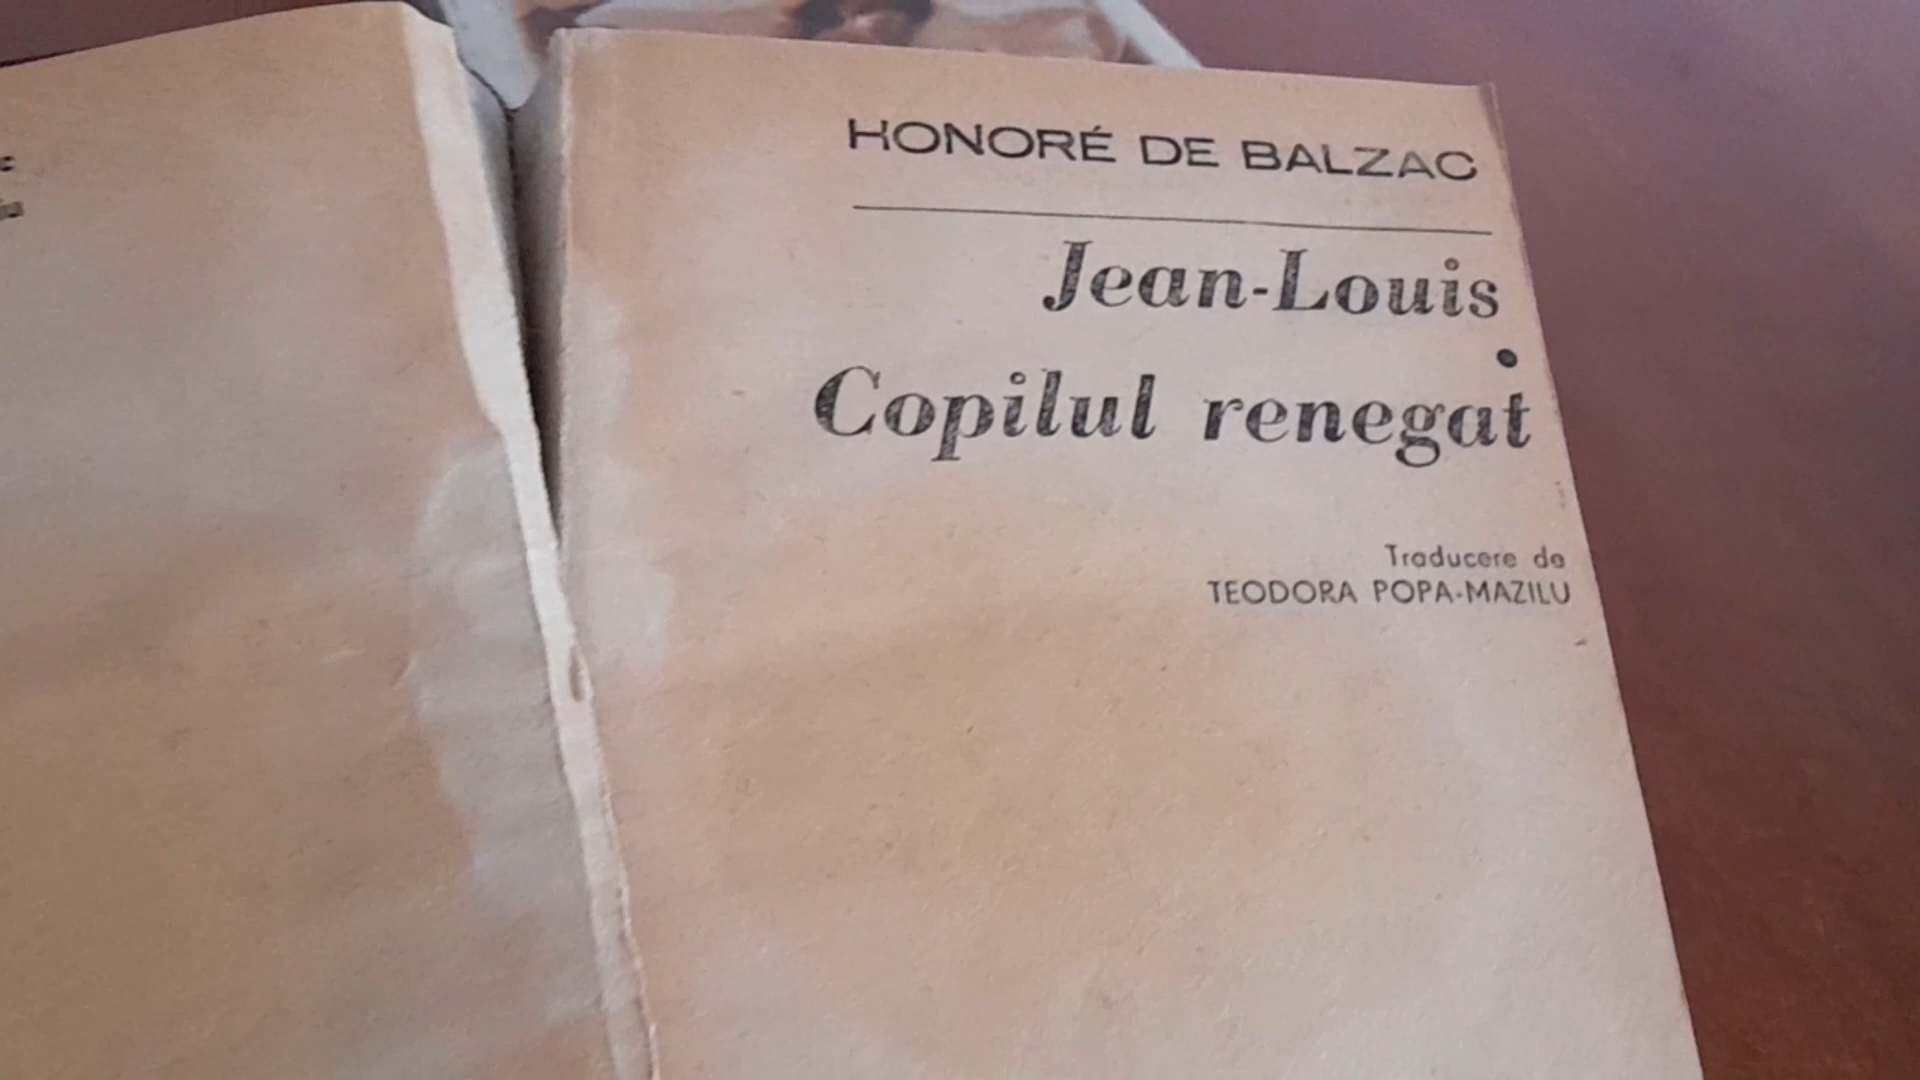 HONORÉ DE BALZAC
Jean-Louis
•
Copilul renegat
Traducere de
TEODORA POPA-MAZILU